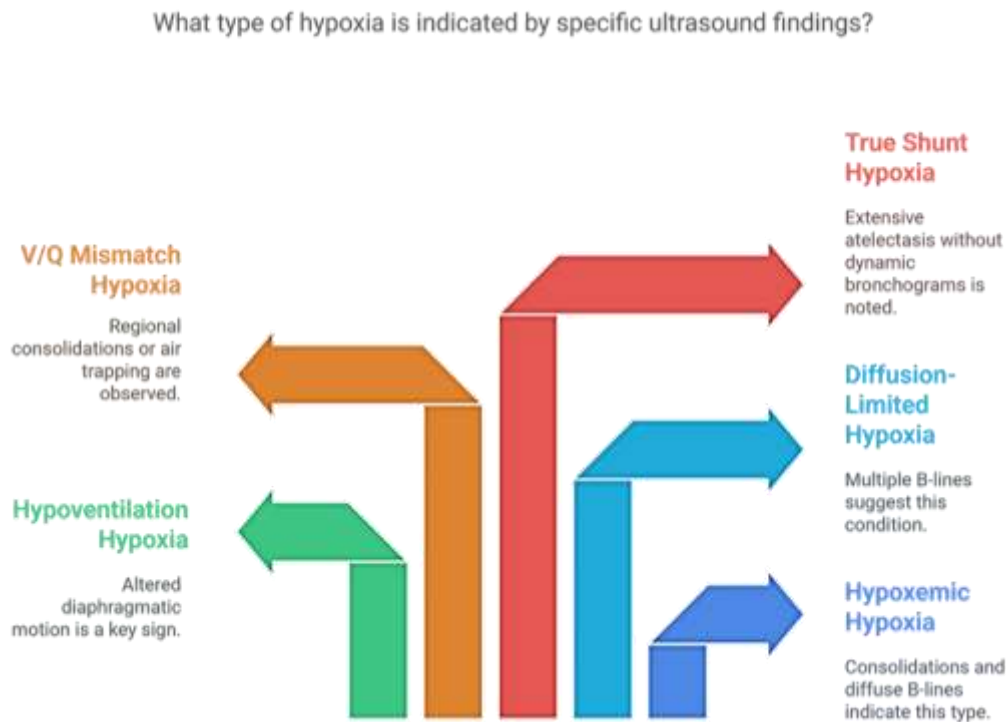 What type of hypoxia is indicated by specific ultrasound findings?
True Shunt
Hypoxia
Extensive
atelectasis without
dynamic
bronchograms is
noted.
V/Q Mismatch
Hypoxia
Regional
consolidations or air
trapping are
observed.
Diffusion-
Limited
Hypoxia
Multiple B-lines
suggest this
condition.
Hypoventilation
Hypoxia
Altered
diaphragmatic
motion is a key sign.
Hypoxemic
Hypoxia
Consolidations and
diffuse B-lines
indicate this type.